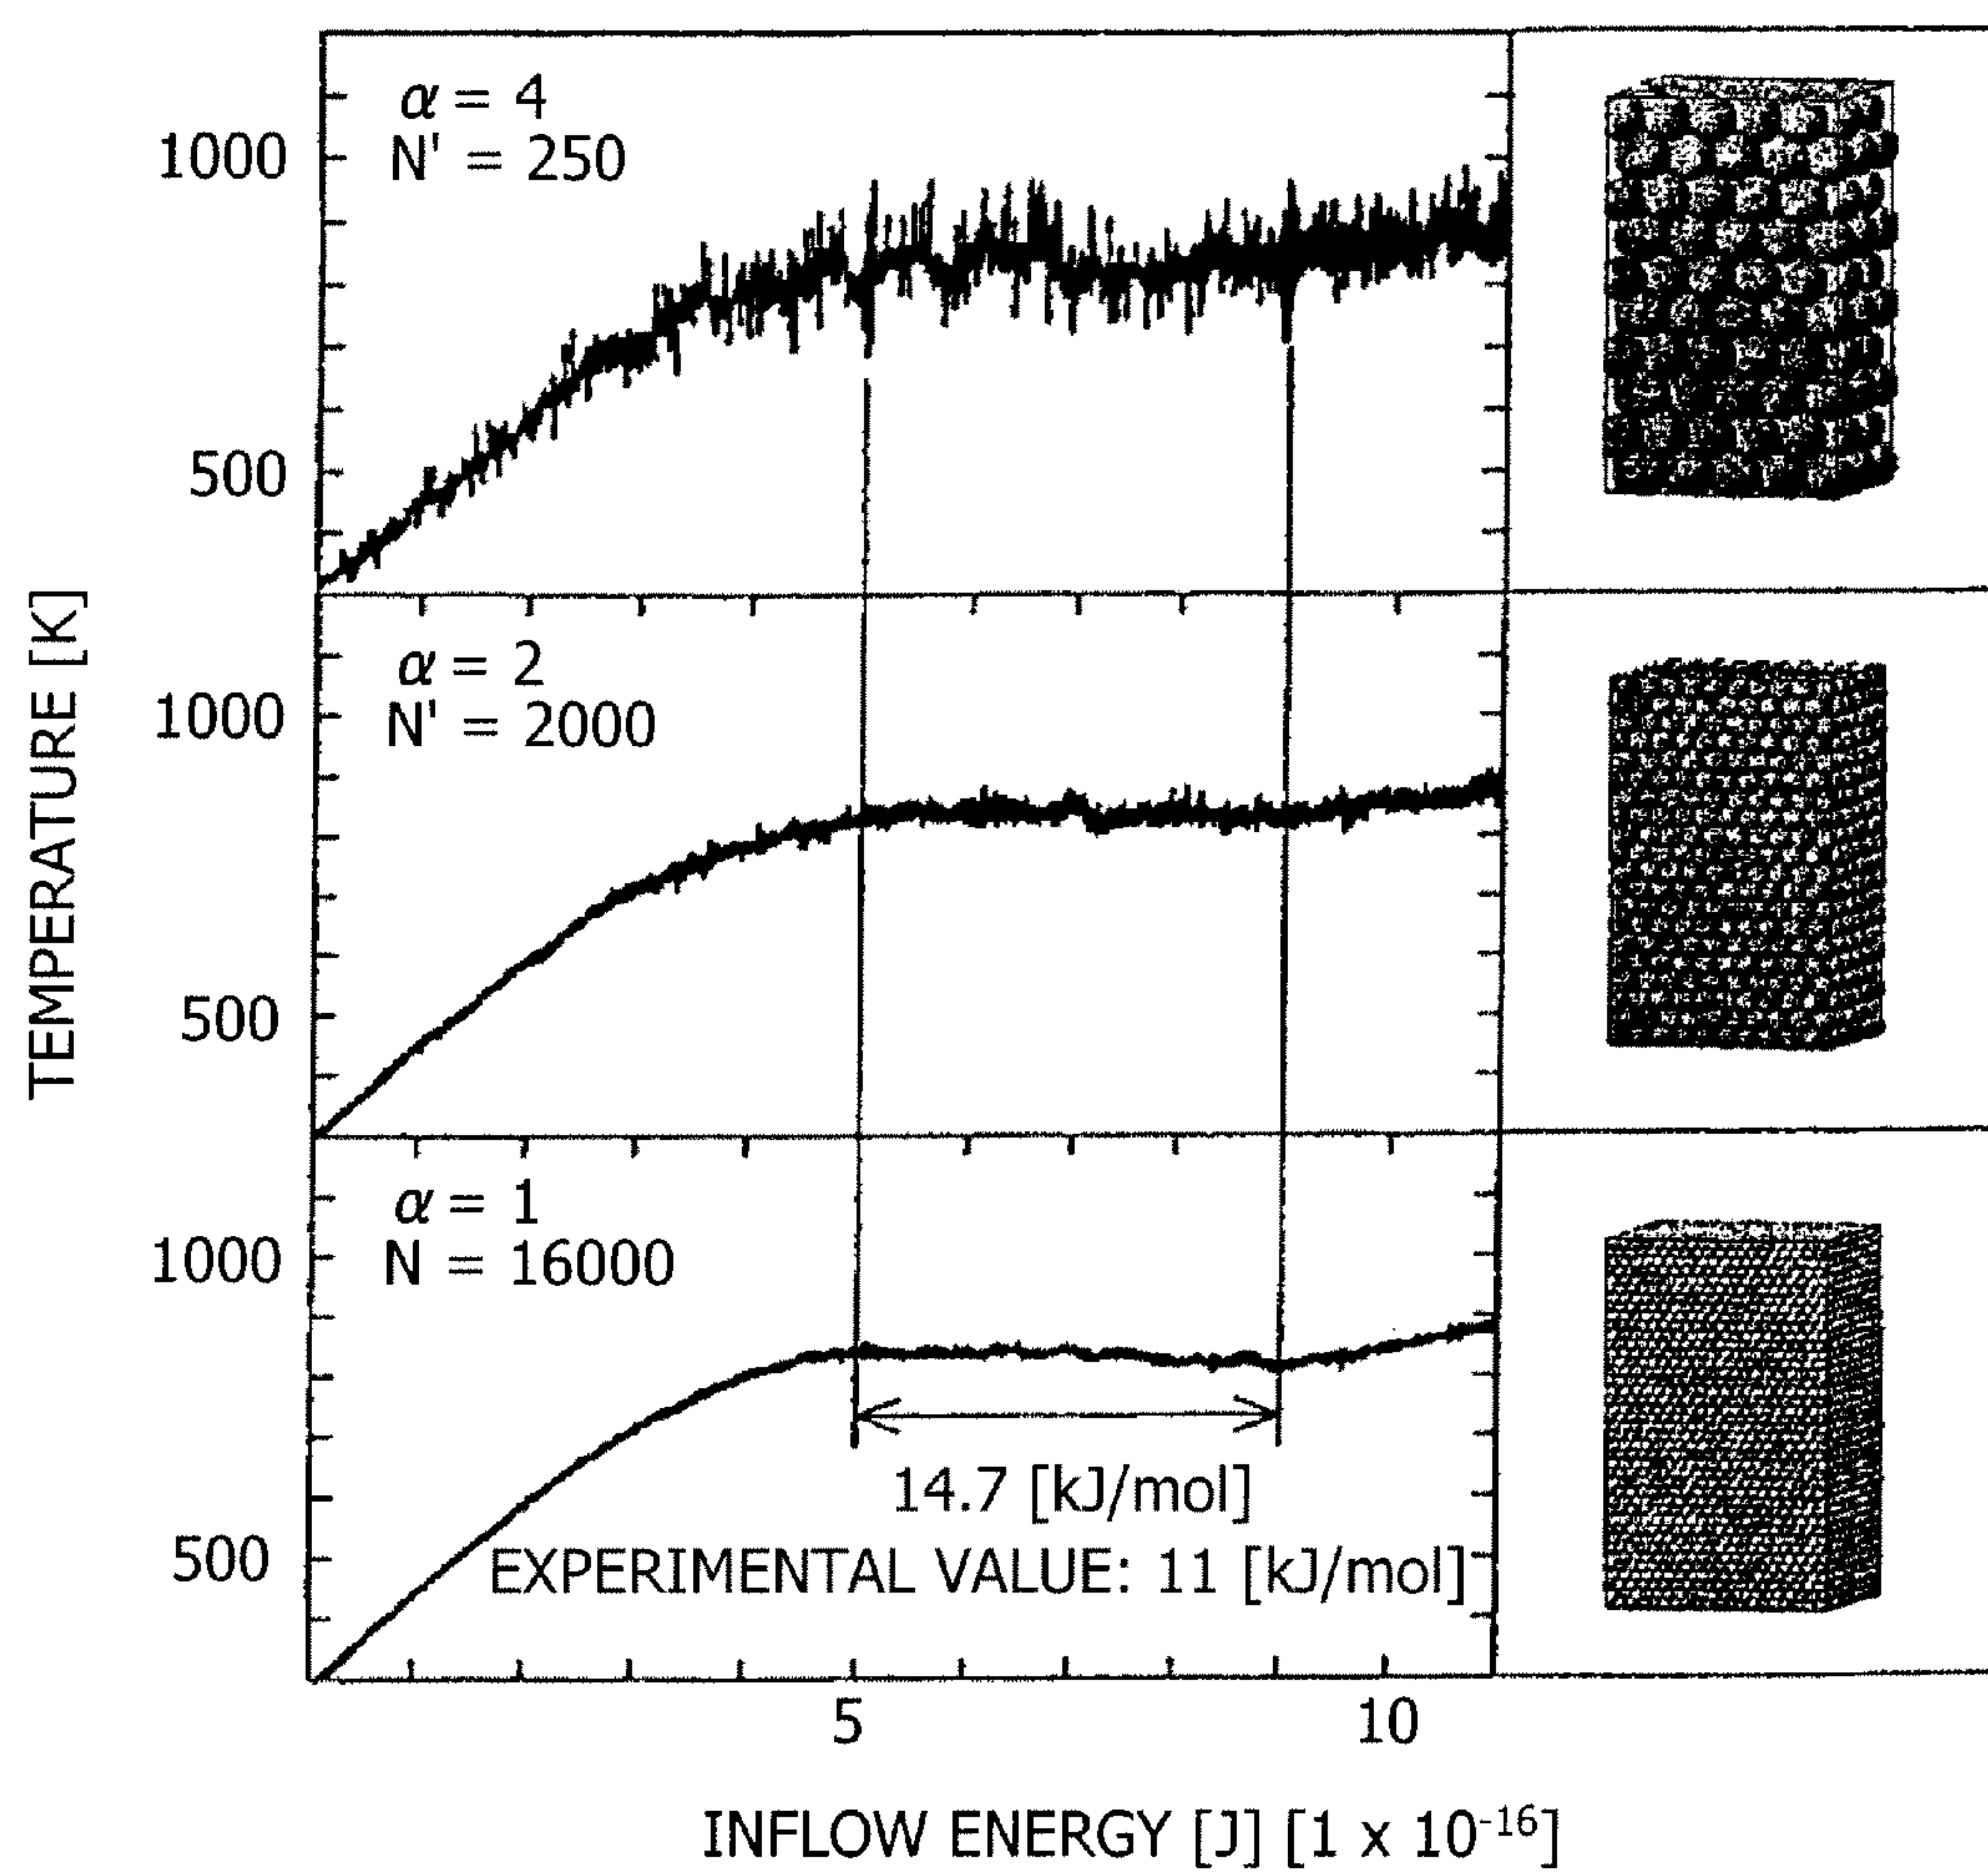 TEMPERATURE [K]
α = 4
N' = 250
1000
500
α = 2
N' = 2000
1000
500
α = 1
N = 16000
1000
500
14.7 [kJ/mol]
EXPERIMENTAL VALUE: 11 [kJ/mol]
5 10
INFLOW ENERGY [J] [1 x 10⁻¹⁶]